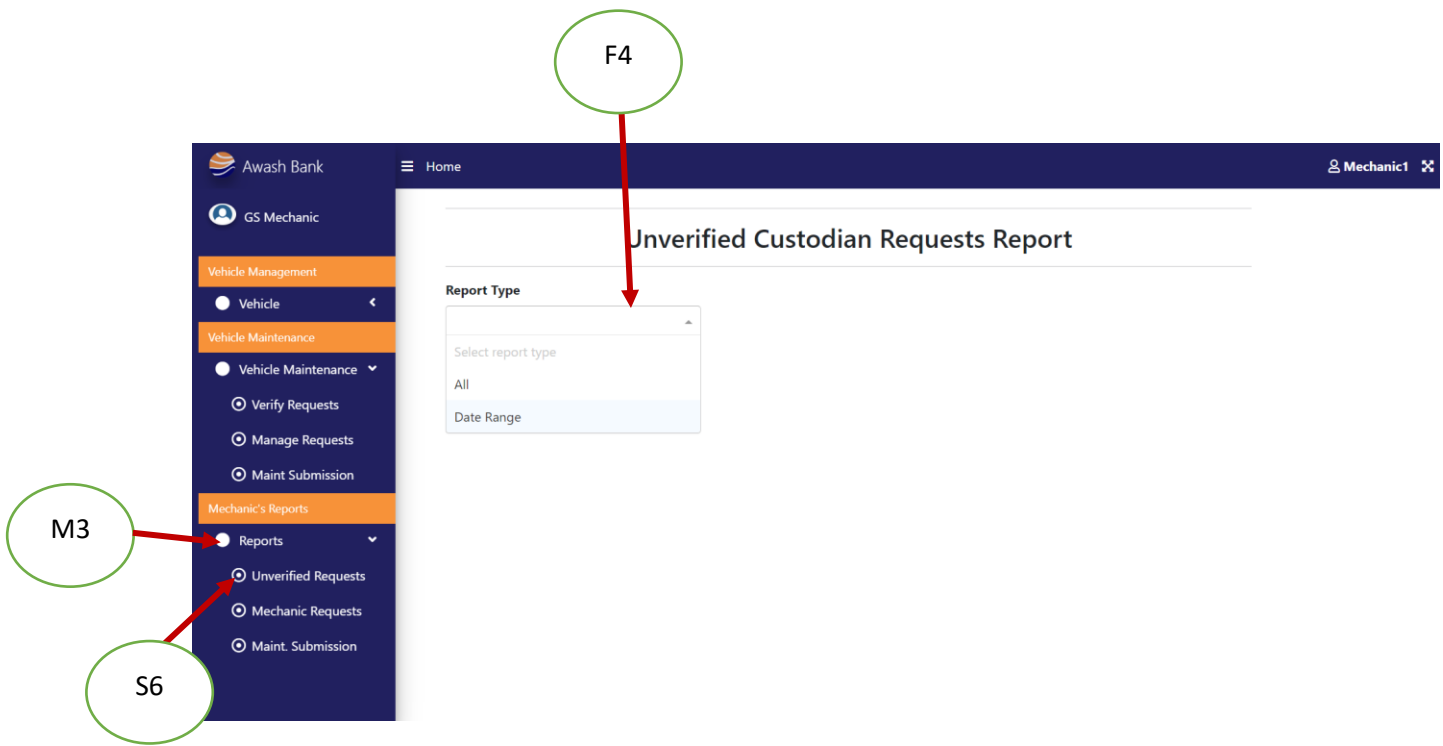 F4
Awash Bank
Home
Mechanic1
GS Mechanic
Unverified Custodian Requests Report
Vehicle Management
Report Type
Vehicle
Vehicle Maintenance
Select report type
Vehicle Maintenance
All
Verify Requests
Date Range
Manage Requests
Maint Submission
Mechanic's Reports
M3
Reports
Unverified Requests
Mechanic Requests
Maint. Submission
S6